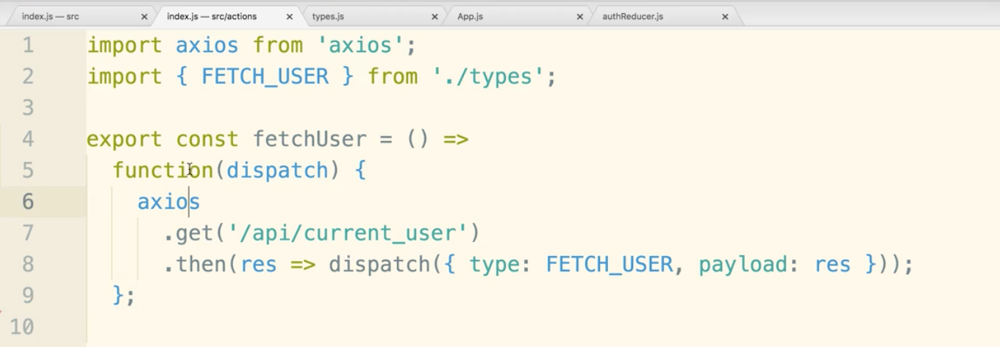 index.js — src × index.js — src/actions × types.js × App.js × authReducer.js ×
1 import axios from 'axios';
2 import { FETCH_USER } from './types';
3
4 export const fetchUser = () =>
5 function(dispatch) {
6 axios
7 .get('/api/current_user')
8 .then(res => dispatch({ type: FETCH_USER, payload: res }));
9 };
10